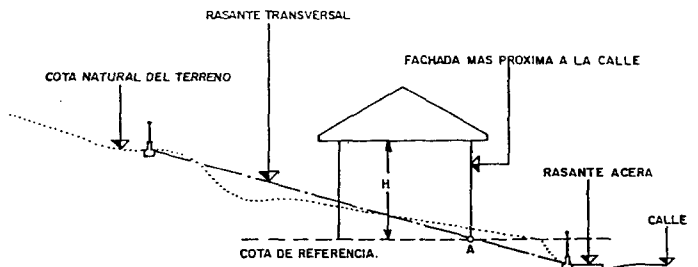 RASANTE TRANSVERSAL
FACHADA MAS PROXIMA A LA CALLE
COTA NATURAL DEL TERRENO
H
RASANTE ACERA
CALLE
A
COTA DE REFERENCIA.